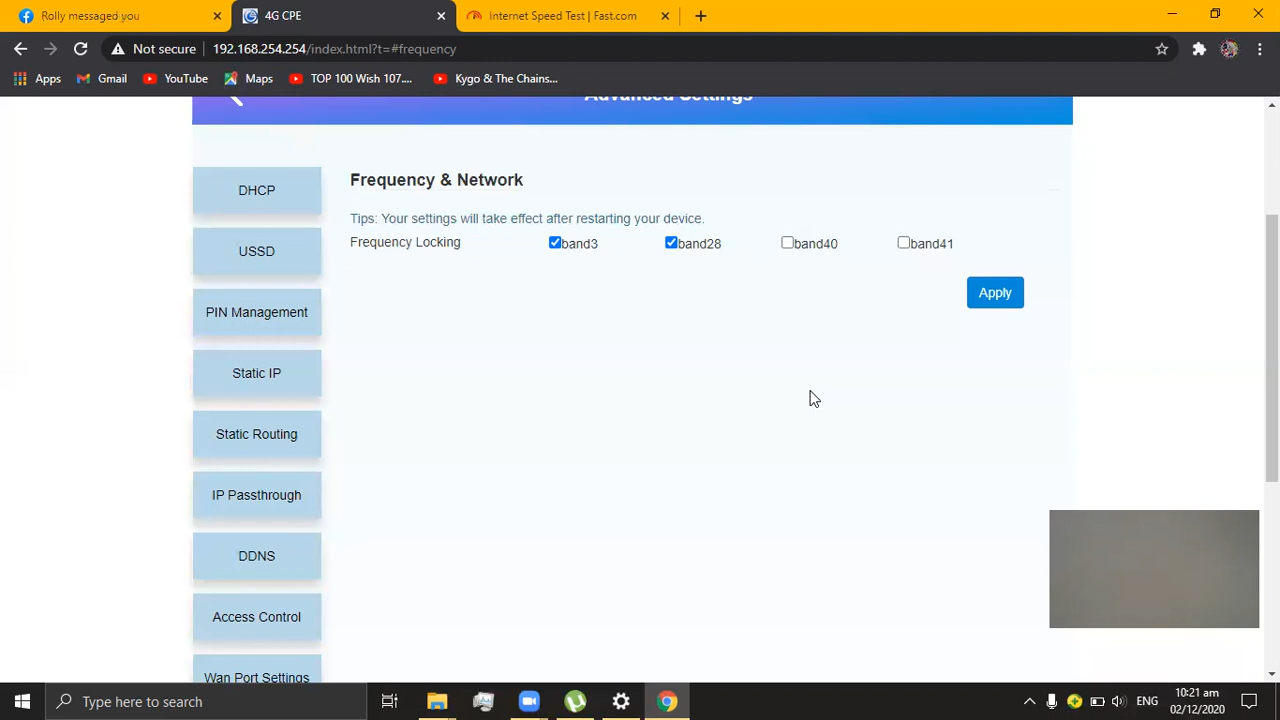 Rolly messaged you
4G CPE
Internet Speed Test | Fast.com
Not secure
192.168.254.254/index.html?t=#frequency
Apps
Gmail
YouTube
Maps
TOP 100 Wish 107....
Kygo & The Chains...
Advanced Settings
DHCP
USSD
PIN Management
Static IP
Static Routing
IP Passthrough
DDNS
Access Control
Wan Port Settings
Frequency & Network
Tips: Your settings will take effect after restarting your device.
Frequency Locking
band3
band28
band40
band41
Apply
Type here to search
ENG
10:21 am
02/12/2020